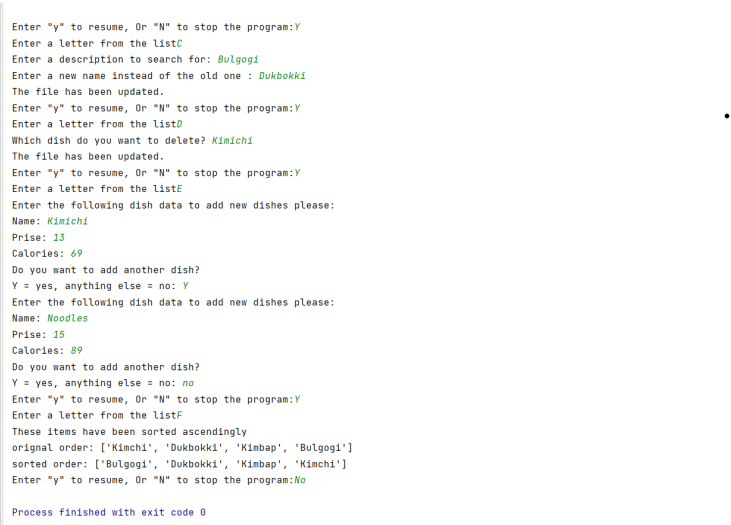 Enter "y" to resume, Or "N" to stop the program:Y
Enter a letter from the listC
Enter a description to search for: Bulgogi
Enter a new name instead of the old one : Dukbokki
The file has been updated.
Enter "y" to resume, Or "N" to stop the program:Y
Enter a letter from the listD
Which dish do you want to delete? Kimichi
The file has been updated.
Enter "y" to resume, Or "N" to stop the program:Y
Enter a letter from the listE
Enter the following dish data to add new dishes please:
Name: Kimichi
Prise: 13
Calories: 69
Do you want to add another dish?
Y = yes, anything else = no: Y
Enter the following dish data to add new dishes please:
Name: Noodles
Prise: 15
Calories: 89
Do you want to add another dish?
Y = yes, anything else = no: no
Enter "y" to resume, Or "N" to stop the program:Y
Enter a letter from the listF
These items have been sorted ascendingly
orignal order: ['Kimchi', 'Dukbokki', 'Kimbap', 'Bulgogi']
sorted order: ['Bulgogi', 'Dukbokki', 'Kimbap', 'Kimchi']
Enter "y" to resume, Or "N" to stop the program:No
Process finished with exit code 0